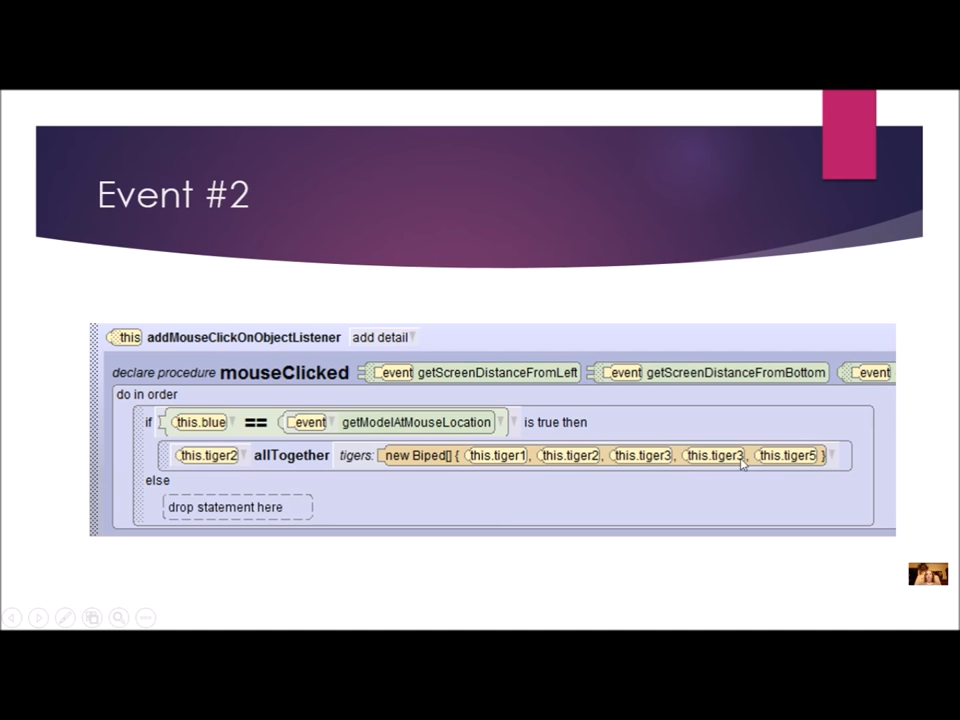 Event #2
this addMouseClickOnObjectListener add detail
declare procedure mouseClicked event getScreenDistanceFromLeft event getScreenDistanceFromBottom event
do in order
if this.blue == event getModelAtMouseLocation is true then
this.tiger2 allTogether tigers: new Biped[] { this.tiger1, this.tiger2, this.tiger3, this.tiger3, this.tiger5 }
else
drop statement here